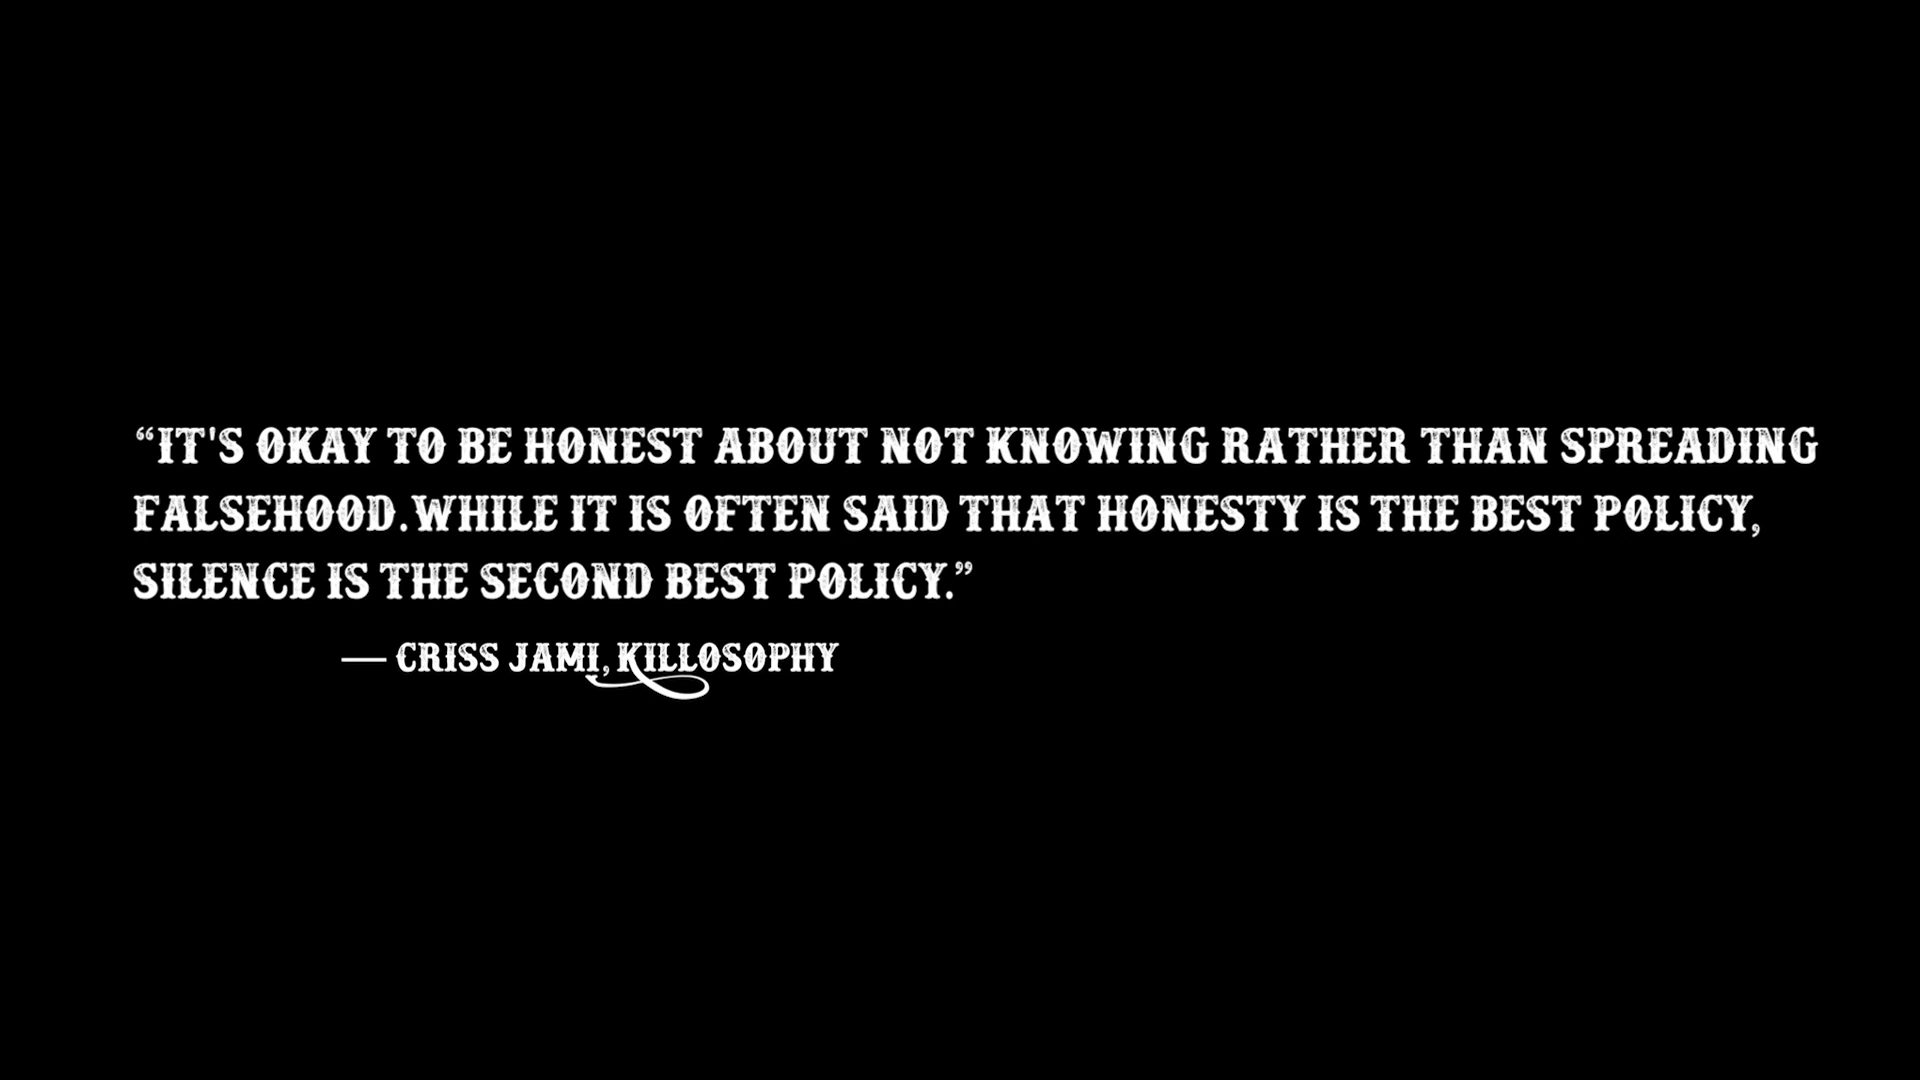 “IT'S OKAY TO BE HONEST ABOUT NOT KNOWING RATHER THAN SPREADING
FALSEHOOD.WHILE IT IS OFTEN SAID THAT HONESTY IS THE BEST POLICY,
SILENCE IS THE SECOND BEST POLICY.”
— CRISS JAMI, KILLOSOPHY